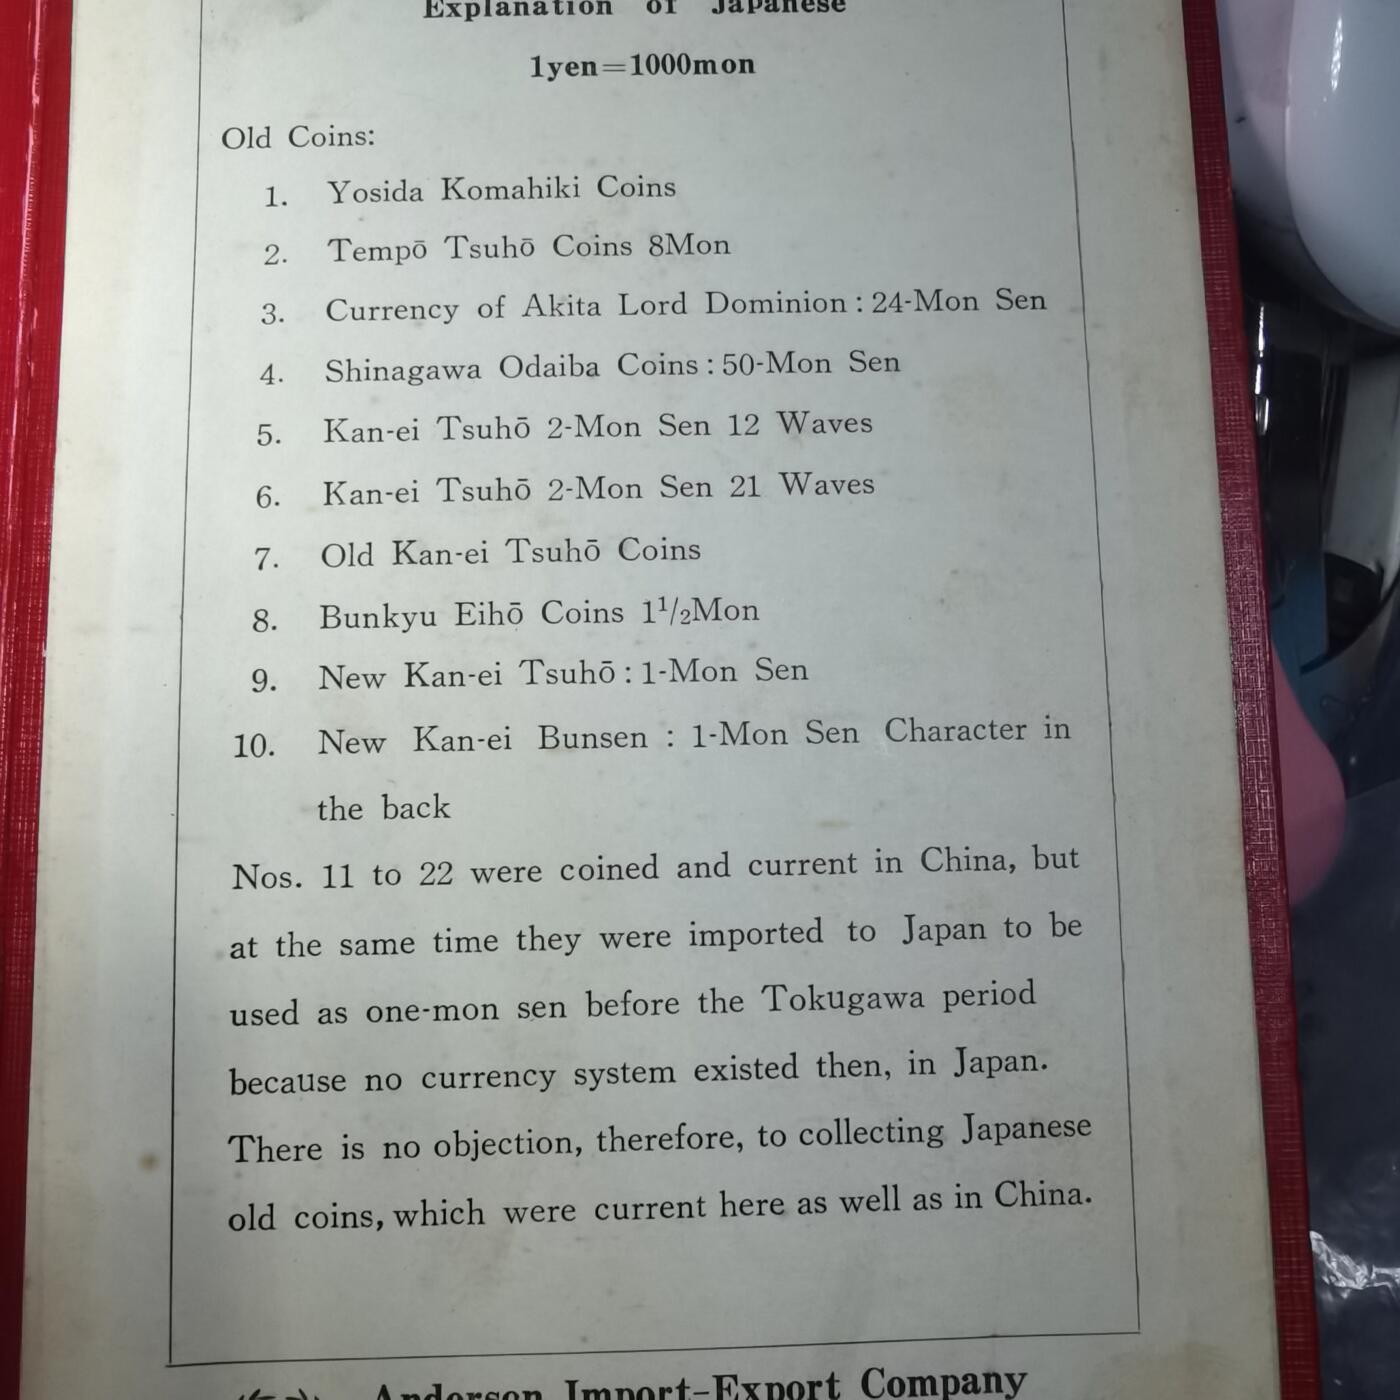 Explanation of Japanese
1yen=1000mon
Old Coins:
1. Yosida Komahiki Coins
2. Tempō Tsuhō Coins 8Mon
3. Currency of Akita Lord Dominion : 24-Mon Sen
4. Shinagawa Odaiba Coins : 50-Mon Sen
5. Kan-ei Tsuhō 2-Mon Sen 12 Waves
6. Kan-ei Tsuhō 2-Mon Sen 21 Waves
7. Old Kan-ei Tsuhō Coins
8. Bunkyu Eihō Coins 1¹/₂Mon
9. New Kan-ei Tsuhō : 1-Mon Sen
10. New Kan-ei Bunsen : 1-Mon Sen Character in
the back
Nos. 11 to 22 were coined and current in China, but
at the same time they were imported to Japan to be
used as one-mon sen before the Tokugawa period
because no currency system existed then, in Japan.
There is no objection, therefore, to collecting Japanese
old coins, which were current here as well as in China.
Anderson Import-Export Company